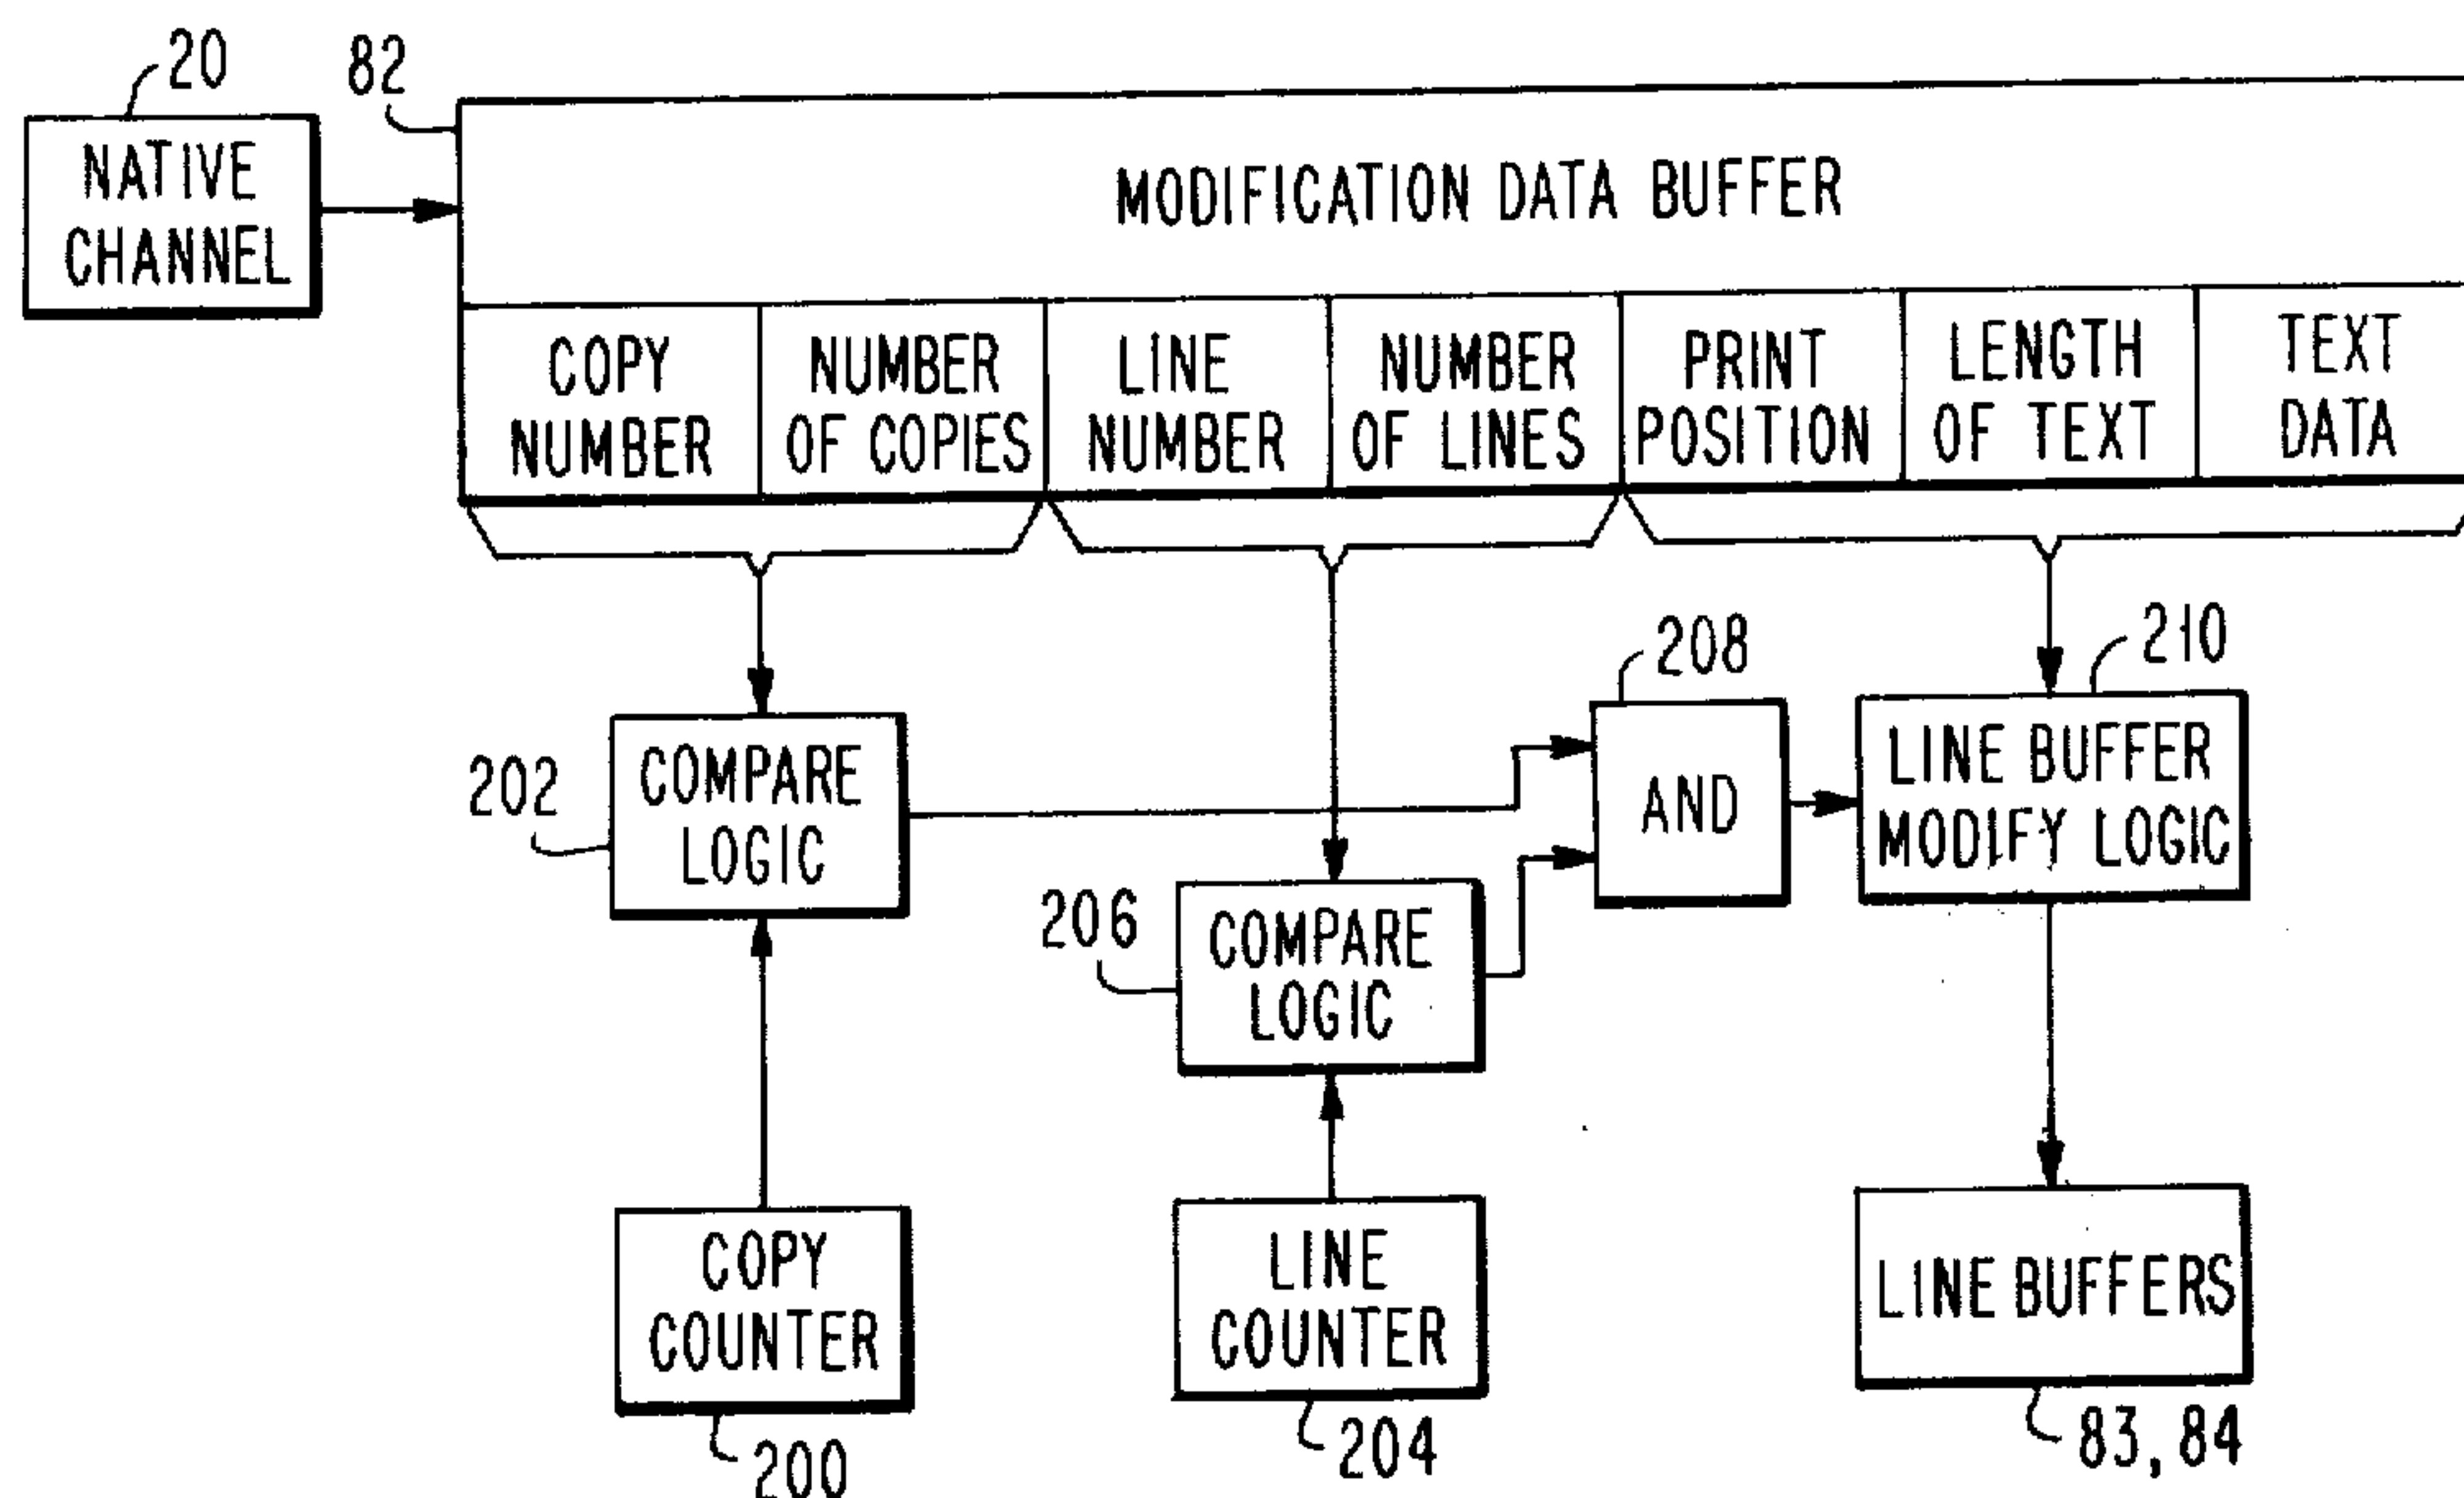 20
82
NATIVE
CHANNEL
MODIFICATION DATA BUFFER
COPY
NUMBER
NUMBER
OF COPIES
LINE
NUMBER
NUMBER
OF LINES
PRINT
POSITION
LENGTH
OF TEXT
TEXT
DATA
208
210
202
COMPARE
LOGIC
AND
LINE BUFFER
MODIFY LOGIC
206
COMPARE
LOGIC
COPY
COUNTER
LINE
COUNTER
LINE BUFFERS
200
204
83, 84